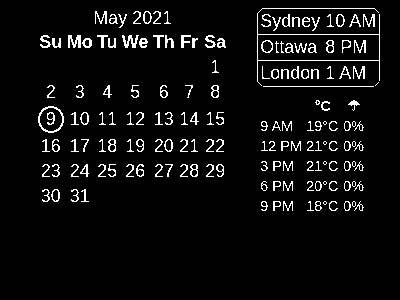 May 2021
Su Mo Tu We Th Fr Sa
1
2 3 4 5 6 7 8
9 10 11 12 13 14 15
16 17 18 19 20 21 22
23 24 25 26 27 28 29
30 31
Sydney 10 AM
Ottawa 8 PM
London 1 AM
°C ☂
9 AM 19°C 0%
12 PM 21°C 0%
3 PM 21°C 0%
6 PM 20°C 0%
9 PM 18°C 0%